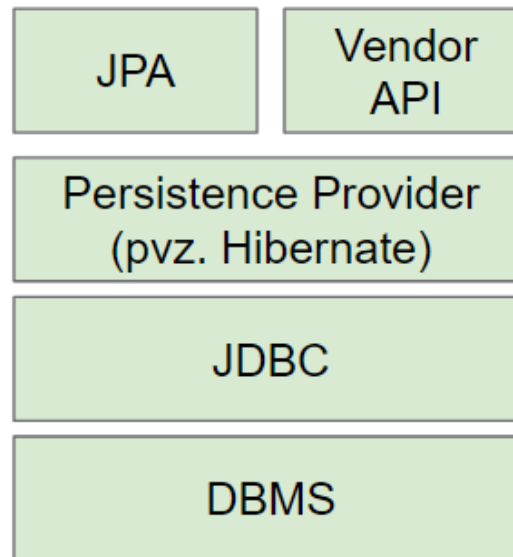 JPA
Vendor
API
Persistence Provider
(pvz. Hibernate)
JDBC
DBMS